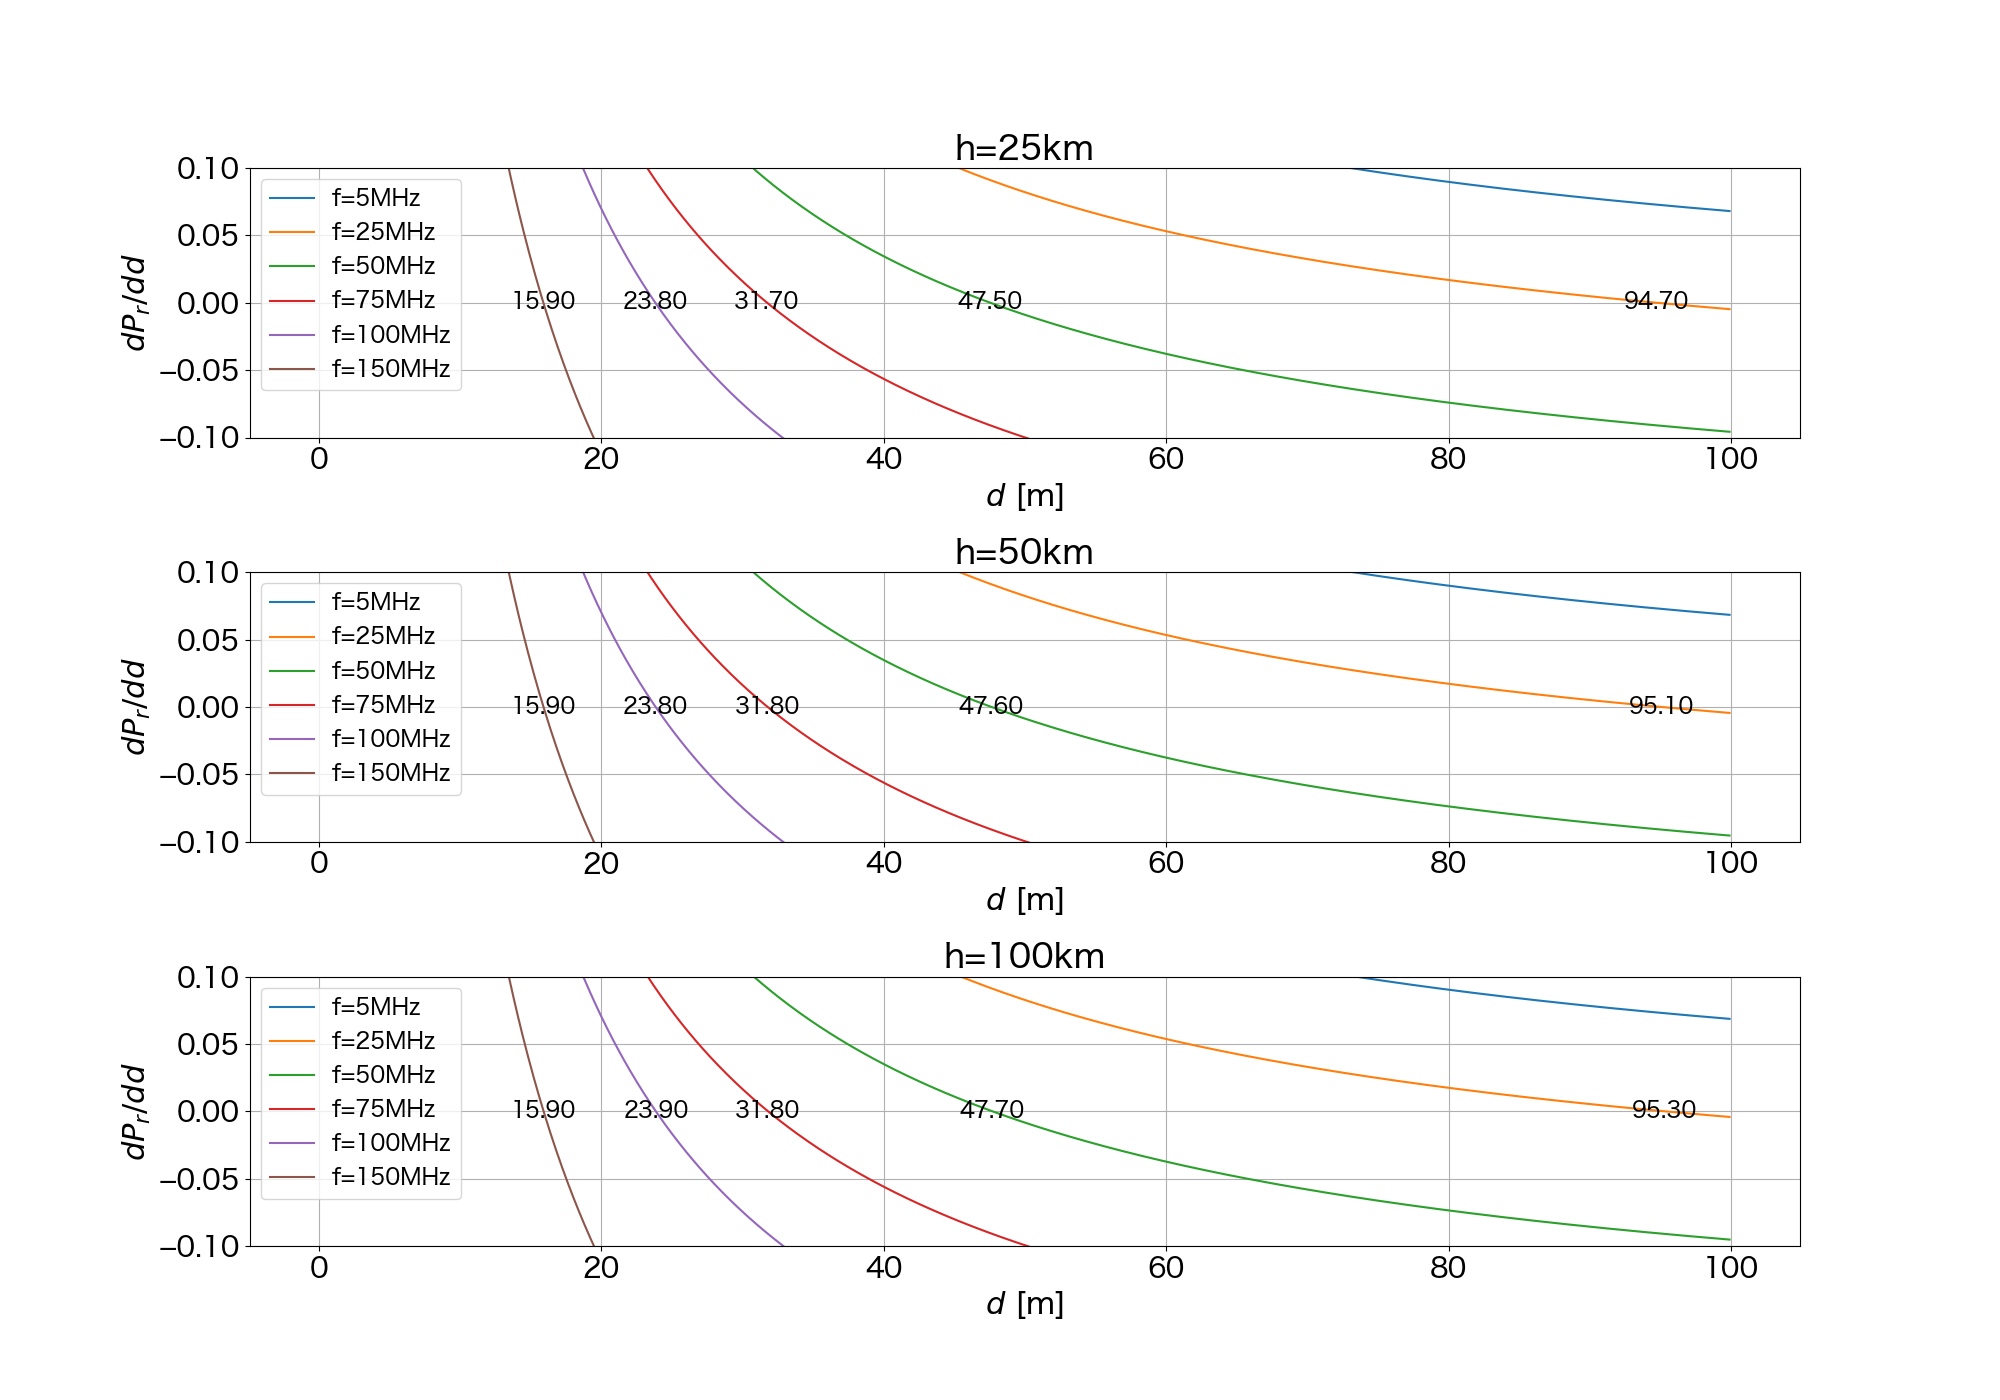 h=25km
0.10
0.05
0.00
–0.05
–0.10
dPr/dd
f=5MHz
f=25MHz
f=50MHz
f=75MHz
f=100MHz
f=150MHz
15.90 23.80 31.70 47.50 94.70
0 20 40 60 80 100
d [m]
h=50km
0.10
0.05
0.00
–0.05
–0.10
dPr/dd
f=5MHz
f=25MHz
f=50MHz
f=75MHz
f=100MHz
f=150MHz
15.90 23.80 31.80 47.60 95.10
0 20 40 60 80 100
d [m]
h=100km
0.10
0.05
0.00
–0.05
–0.10
dPr/dd
f=5MHz
f=25MHz
f=50MHz
f=75MHz
f=100MHz
f=150MHz
15.90 23.90 31.80 47.70 95.30
0 20 40 60 80 100
d [m]